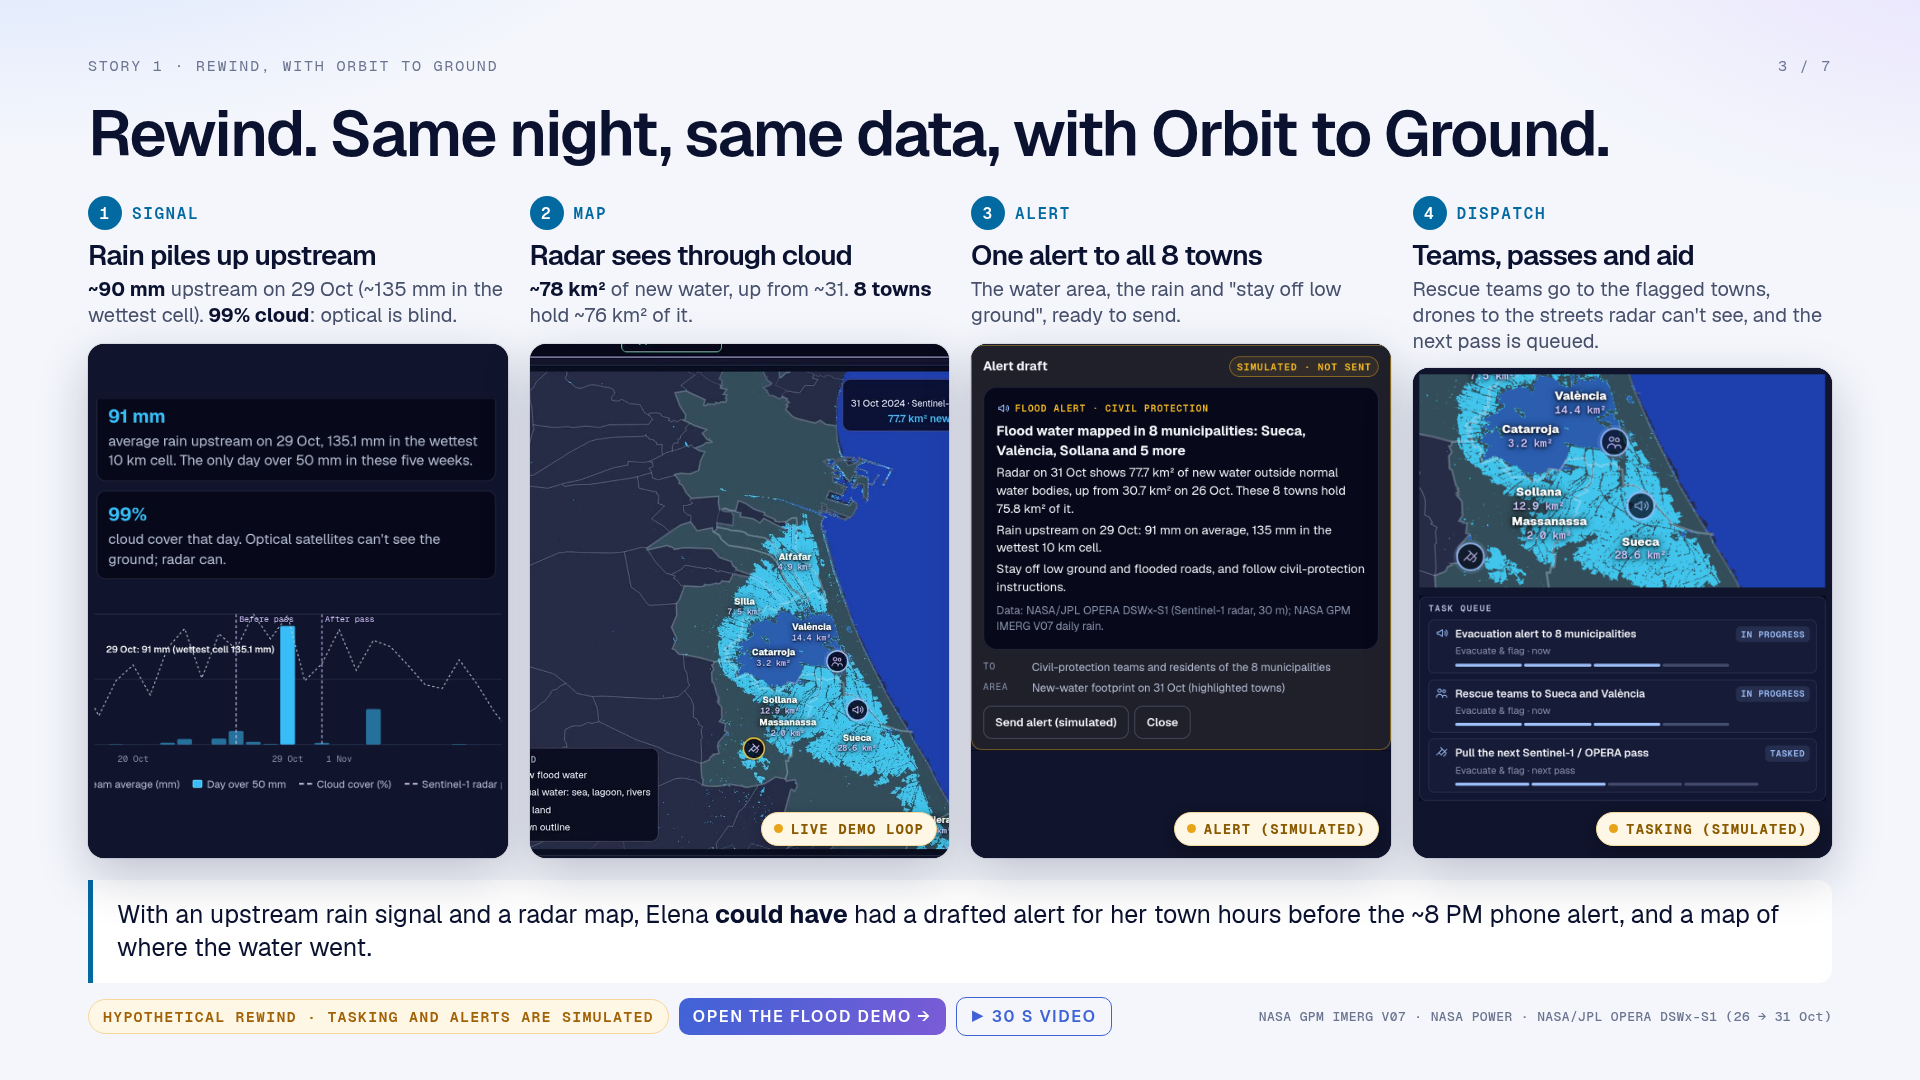 STORY 1 · REWIND, WITH ORBIT TO GROUND
3 / 7
Rewind. Same night, same data, with Orbit to Ground.
1 SIGNAL
Rain piles up upstream
~90 mm upstream on 29 Oct (~135 mm in the
wettest cell). 99% cloud: optical is blind.
91 mm
average rain upstream on 29 Oct, 135.1 mm in the wettest
10 km cell. The only day over 50 mm in these five weeks.
99%
cloud cover that day. Optical satellites can't see the
ground; radar can.
Before pass
After pass
29 Oct: 91 mm (wettest cell 135.1 mm)
20 Oct
29 Oct
1 Nov
average (mm)
Day over 50 mm
Cloud cover (%)
Sentinel-1 radar
2 MAP
Radar sees through cloud
~78 km² of new water, up from ~31. 8 towns
hold ~76 km² of it.
31 Oct 2024 · Sentinel-
77.7 km² new
Alfafar
4.9 km²
Silla
7.5 km²
València
14.4 km²
Catarroja
3.2 km²
Sollana
12.9 km²
Massanassa
2.0 km²
Sueca
28.6 km²
flood water
water: sea, lagoon, rivers
land
outline
LIVE DEMO LOOP
3 ALERT
One alert to all 8 towns
The water area, the rain and "stay off low
ground", ready to send.
Alert draft
SIMULATED · NOT SENT
FLOOD ALERT · CIVIL PROTECTION
Flood water mapped in 8 municipalities: Sueca,
València, Sollana and 5 more
Radar on 31 Oct shows 77.7 km² of new water outside normal
water bodies, up from 30.7 km² on 26 Oct. These 8 towns hold
75.8 km² of it.
Rain upstream on 29 Oct: 91 mm on average, 135 mm in the
wettest 10 km cell.
Stay off low ground and flooded roads, and follow civil-protection
instructions.
Data: NASA/JPL OPERA DSWx-S1 (Sentinel-1 radar, 30 m); NASA GPM
IMERG V07 daily rain.
TO Civil-protection teams and residents of the 8 municipalities
AREA New-water footprint on 31 Oct (highlighted towns)
Send alert (simulated)
Close
ALERT (SIMULATED)
4 DISPATCH
Teams, passes and aid
Rescue teams go to the flagged towns,
drones to the streets radar can't see, and the
next pass is queued.
7.5 km²
València
14.4 km²
Catarroja
3.2 km²
Sollana
12.9 km²
Massanassa
2.0 km²
Sueca
28.6 km²
TASK QUEUE
Evacuation alert to 8 municipalities
IN PROGRESS
Evacuate & flag · now
Rescue teams to Sueca and València
IN PROGRESS
Evacuate & flag · now
Pull the next Sentinel-1 / OPERA pass
TASKED
Evacuate & flag · next pass
TASKING (SIMULATED)
With an upstream rain signal and a radar map, Elena could have had a drafted alert for her town hours before the ~8 PM phone alert, and a map of
where the water went.
HYPOTHETICAL REWIND · TASKING AND ALERTS ARE SIMULATED
OPEN THE FLOOD DEMO →
▶ 30 S VIDEO
NASA GPM IMERG V07 · NASA POWER · NASA/JPL OPERA DSWx-S1 (26 → 31 Oct)